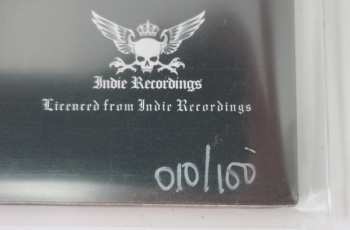 Indie Recordings
Licenced from Indie Recordings
010/100